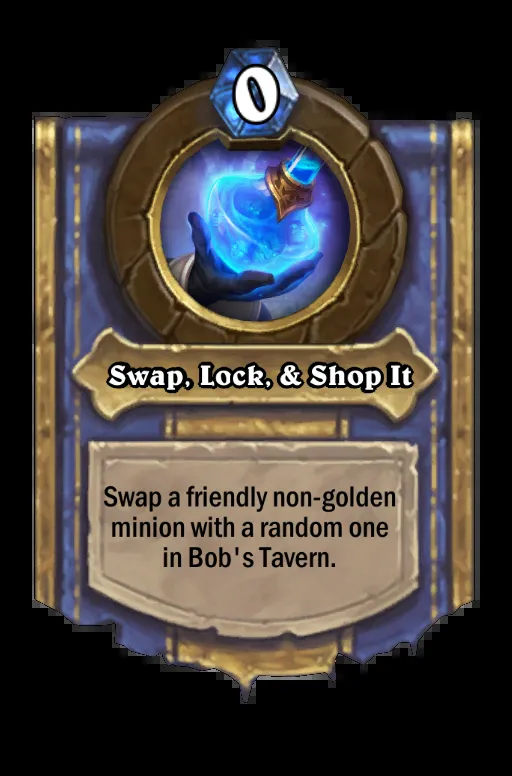 0
Swap, Lock, & Shop It
Swap a friendly non-golden
minion with a random one
in Bob's Tavern.